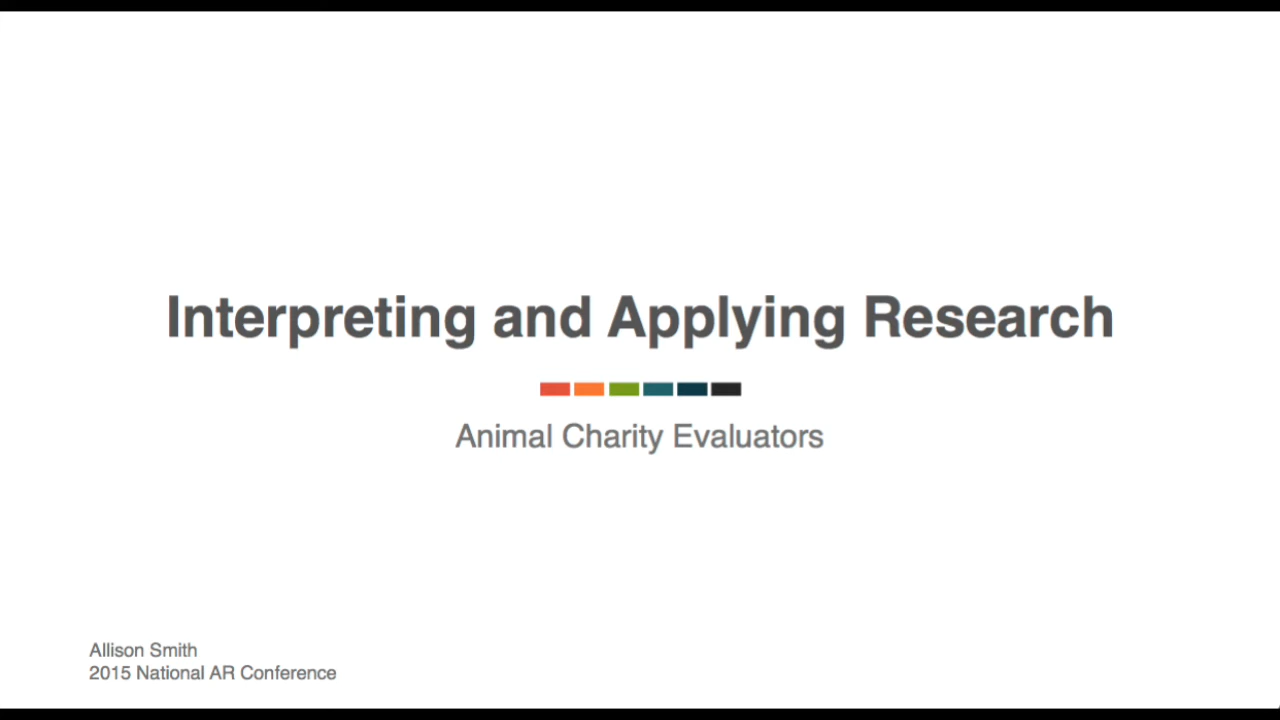 Interpreting and Applying Research
Animal Charity Evaluators
Allison Smith
2015 National AR Conference